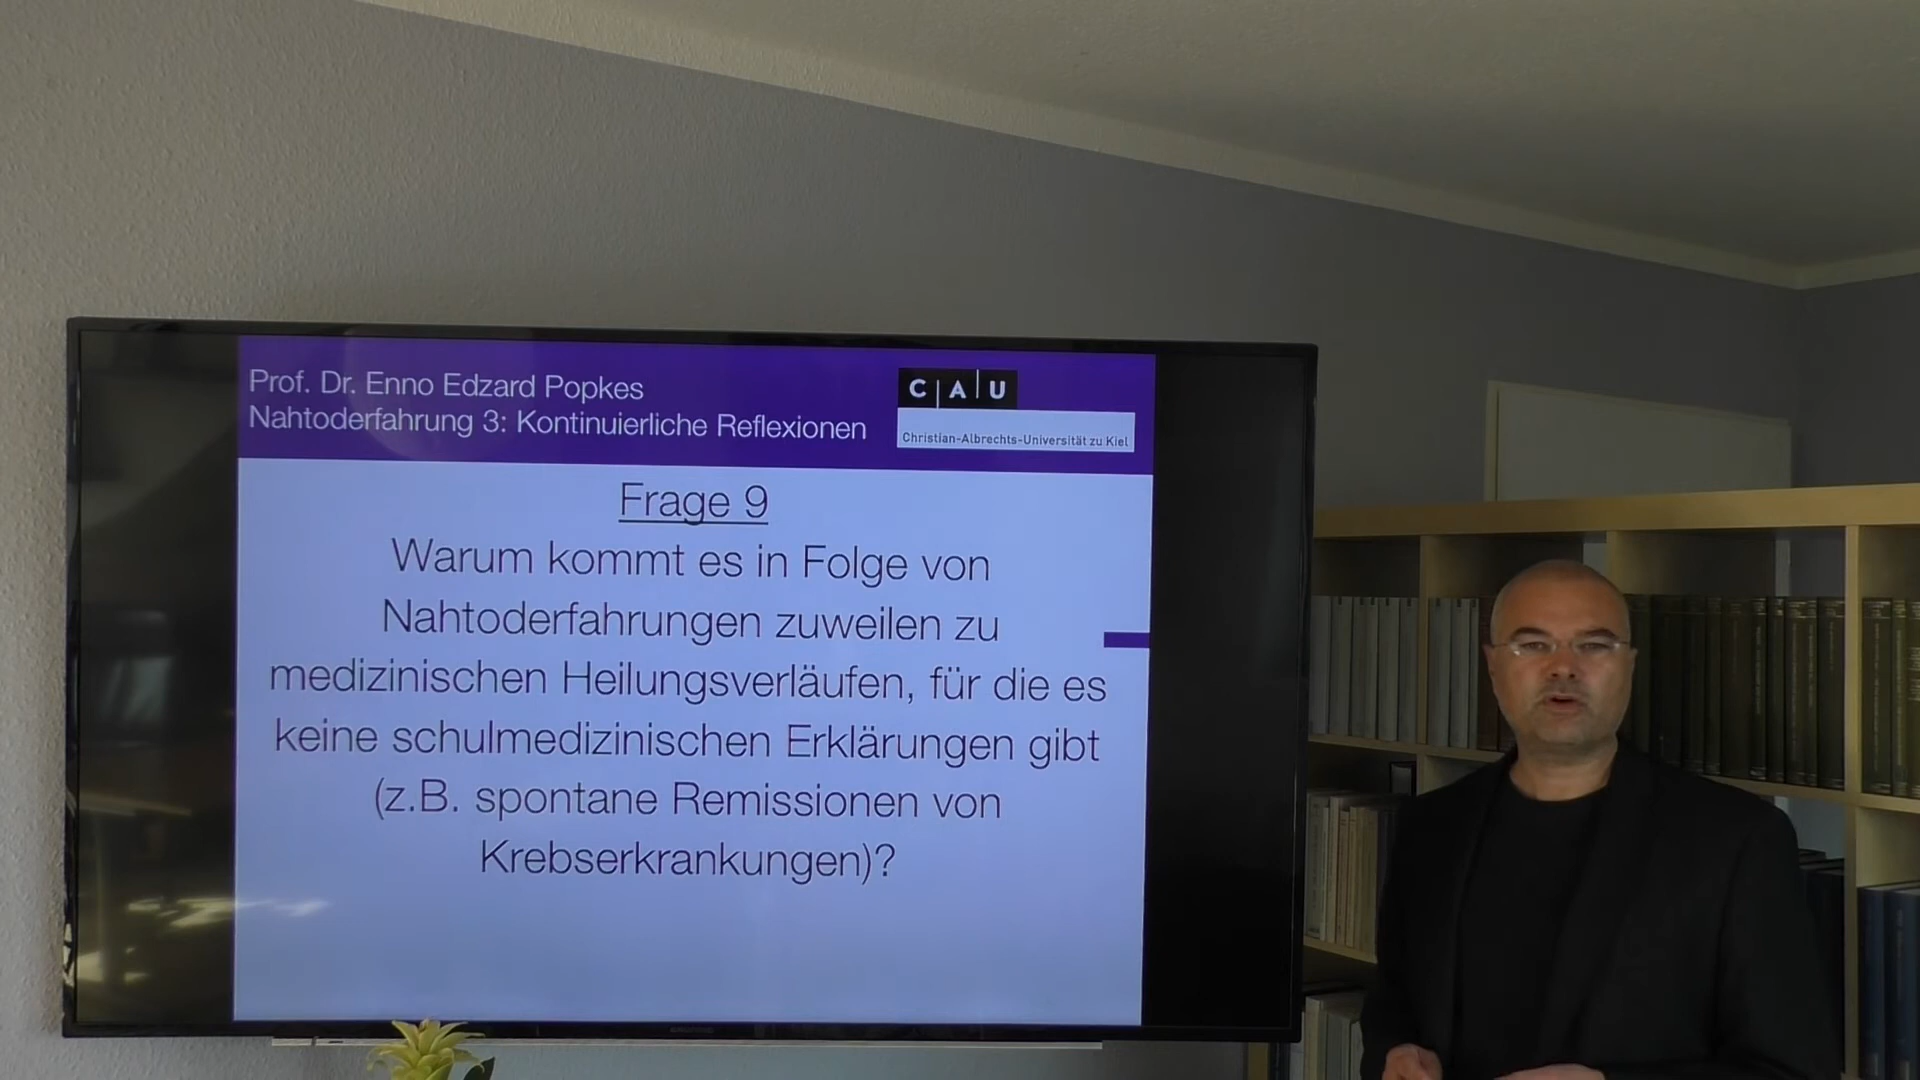 Prof. Dr. Enno Edzard Popkes
Nahtoderfahrung 3: Kontinuierliche Reflexionen
C A U
Christian-Albrechts-Universität zu Kiel
Frage 9
Warum kommt es in Folge von
Nahtoderfahrungen zuweilen zu
medizinischen Heilungsverläufen, für die es
keine schulmedizinischen Erklärungen gibt
(z.B. spontane Remissionen von
Krebserkrankungen)?